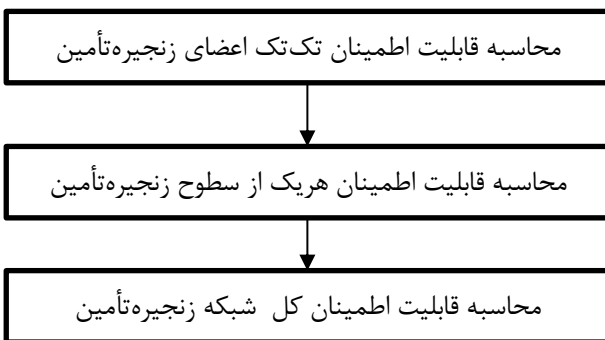 محاسبه قابلیت اطمینان تک‌تک اعضای زنجیره‌تأمین
محاسبه قابلیت اطمینان هریک از سطوح زنجیره‌تأمین
محاسبه قابلیت اطمینان کل شبکه زنجیره‌تأمین